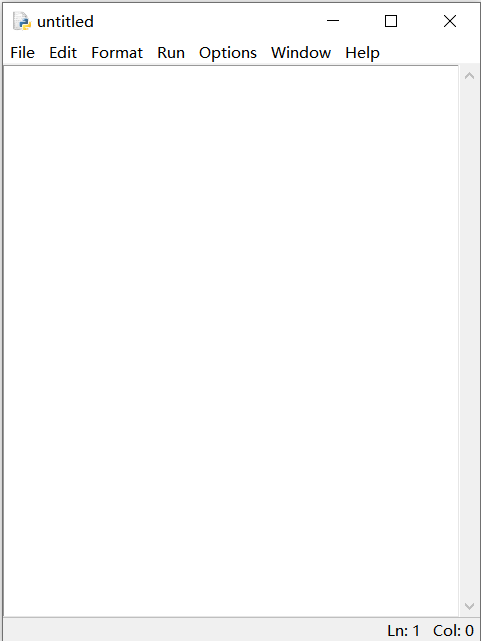 untitled
File Edit Format Run Options Window Help
Ln: 1 Col: 0